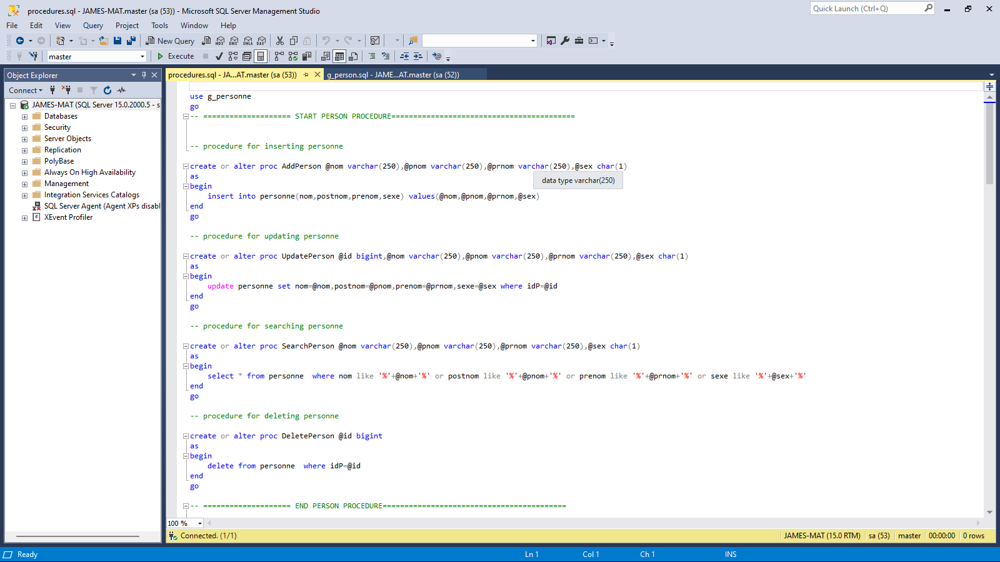 procedures.sql - JAMES-MAT.master (sa (53)) - Microsoft SQL Server Management Studio
Quick Launch (Ctrl+Q)
File Edit View Query Project Tools Window Help
New Query MDX DMX XMLA DAX
master Execute
Object Explorer
procedures.sql - JA...AT.master (sa (53)) g_person.sql - JAME...AT.master (sa (52))
Connect
JAMES-MAT (SQL Server 15.0.2000.5 - s
Databases
Security
Server Objects
Replication
PolyBase
Always On High Availability
Management
Integration Services Catalogs
SQL Server Agent (Agent XPs disabl
XEvent Profiler
use g_personne
go
-- ==================== START PERSON PROCEDURE==========================================
-- procedure for inserting personne
create or alter proc AddPerson @nom varchar(250),@pnom varchar(250),@prnom varchar(250),@sex char(1)
as
data type varchar(250)
begin
insert into personne(nom,postnom,prenom,sexe) values(@nom,@pnom,@prnom,@sex)
end
go
-- procedure for updating personne
create or alter proc UpdatePerson @id bigint,@nom varchar(250),@pnom varchar(250),@prnom varchar(250),@sex char(1)
as
begin
update personne set nom=@nom,postnom=@pnom,prenom=@prnom,sexe=@sex where idP=@id
end
go
-- procedure for searching personne
create or alter proc SearchPerson @nom varchar(250),@pnom varchar(250),@prnom varchar(250),@sex char(1)
as
begin
select * from personne  where nom like '%'+@nom+'%' or postnom like '%'+@pnom+'%' or prenom like '%'+@prnom+'%' or sexe like '%'+@sex+'%'
end
go
-- procedure for deleting personne
create or alter proc DeletePerson @id bigint
as
begin
delete from personne  where idP=@id
end
go
-- ==================== END PERSON PROCEDURE==========================================
100 %
Connected. (1/1) JAMES-MAT (15.0 RTM) sa (53) master 00:00:00 0 rows
Ready Ln 1 Col 1 Ch 1 INS